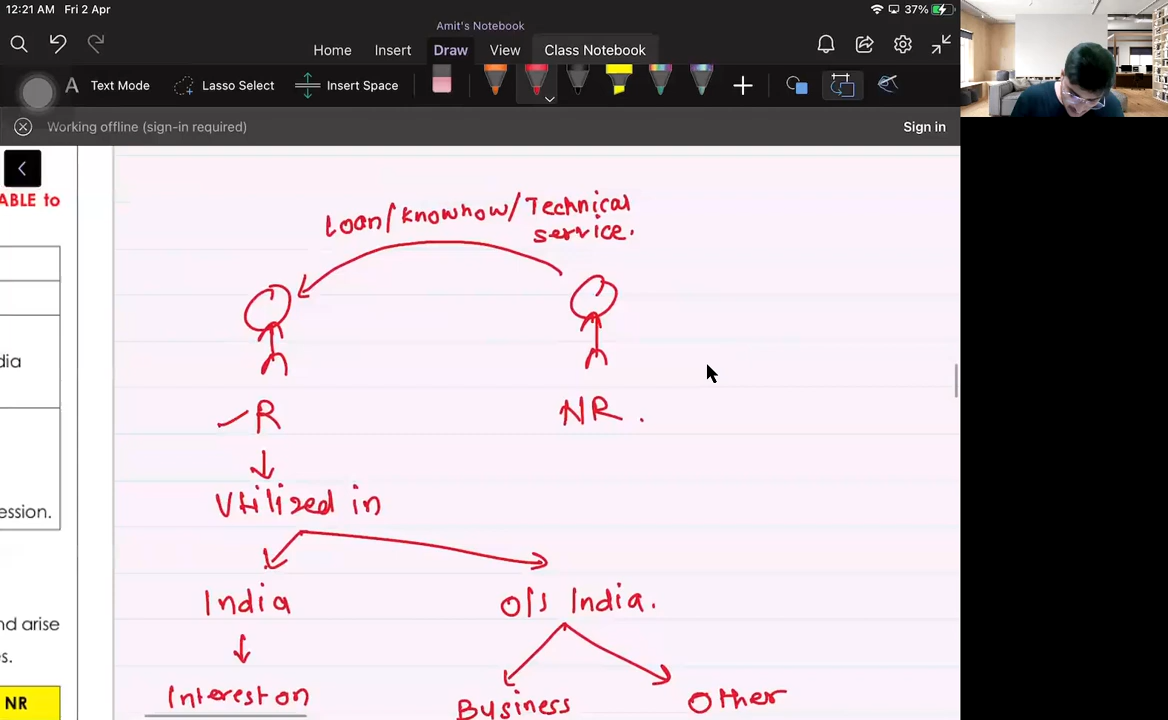 12:21 AM Fri 2 Apr
37%
Amit's Notebook
Home Insert Draw View Class Notebook
A Text Mode Lasso Select Insert Space
Working offline (sign-in required) Sign in
ABLE to
dia
ession.
nd arise
s.
NR
Loan/Knowhow/Technical
service.
R NR.
Utilized in
India O/S India.
Interest on Business Other